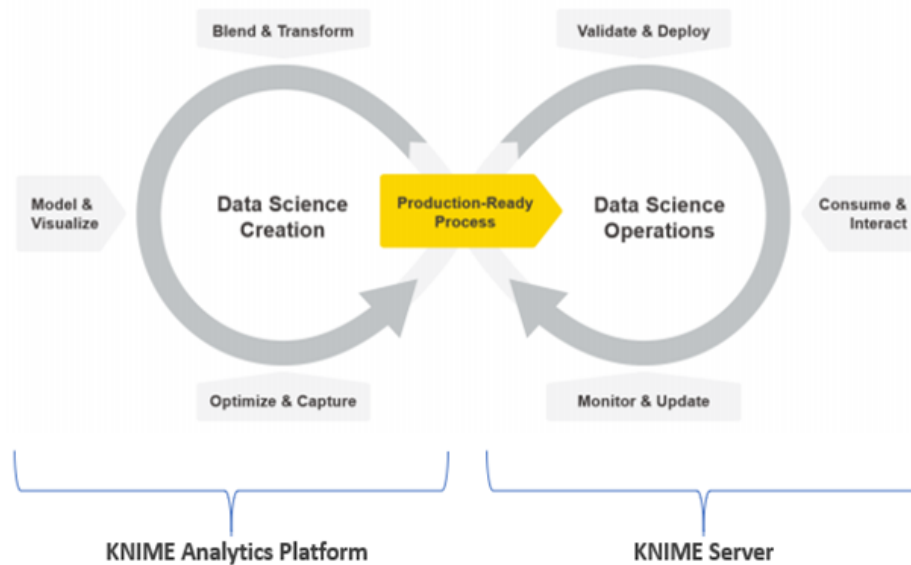 Blend & Transform
Validate & Deploy
Model &
Visualize
Data Science
Creation
Production-Ready
Process
Data Science
Operations
Consume &
Interact
Optimize & Capture
Monitor & Update
KNIME Analytics Platform
KNIME Server